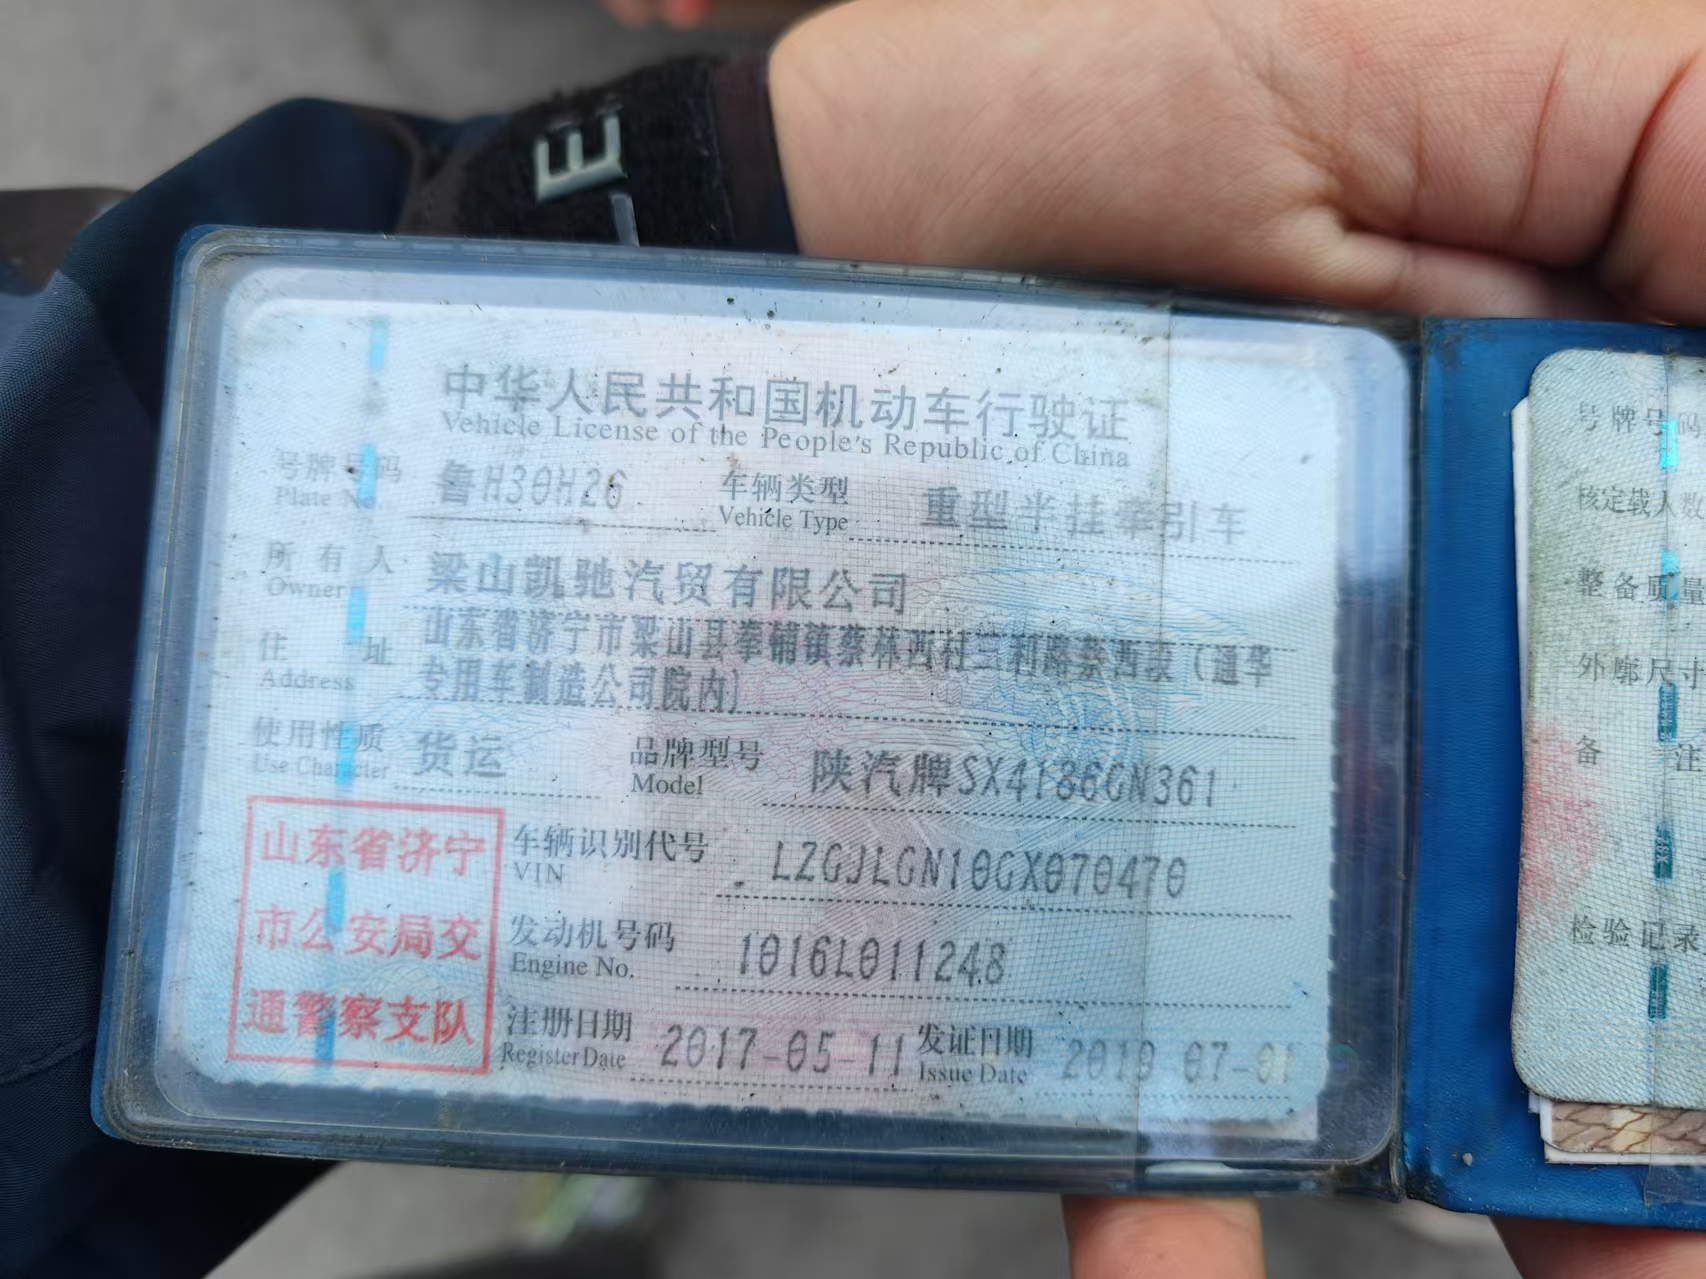 E
中华人民共和国机动车行驶证
Vehicle License of the People's Republic of China
号牌号码 鲁H30H26 车辆类型 重型半挂牵引车
Plate No. Vehicle Type
所有人 梁山凯驰汽贸有限公司
Owner
住址 山东省济宁市梁山县拳铺镇蔡林西村
Address 专用车制造公司院内)
使用性质 货运 品牌型号 陕汽牌SX4186GN361
Use Character Model
山东省济宁
市公安局交
通警察支队
车辆识别代号 LZGJLGN10GX070470
VIN
发动机号码 1016L011248
Engine No.
注册日期 2017-05-11 发证日期 2019-07-01
Register Date Issue Date
号牌号码
核定载人数
整备质量
外廓尺寸
备注
检验记录